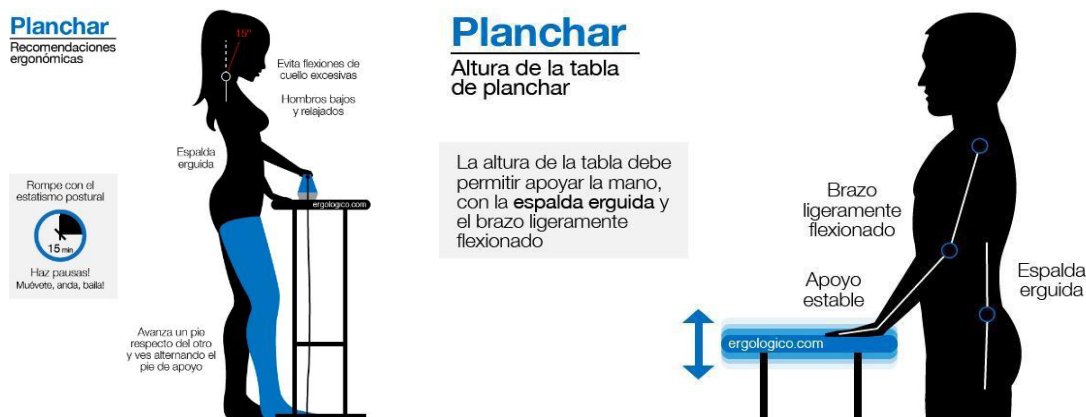 Planchar
Recomendaciones
ergonómicas
15º
Evita flexiones de
cuello excesivas
Hombros bajos
y relajados
Espalda
erguida
ergologico.com
Rompe con el
estatismo postural
15 min
Haz pausas!
Muévete, anda, baila!
Avanza un pie
respecto del otro
y ves alternando el
pie de apoyo
Planchar
Altura de la tabla
de planchar
La altura de la tabla debe
permitir apoyar la mano,
con la espalda erguida y
el brazo ligeramente
flexionado
Brazo
ligeramente
flexionado
Apoyo
estable
Espalda
erguida
ergologico.com